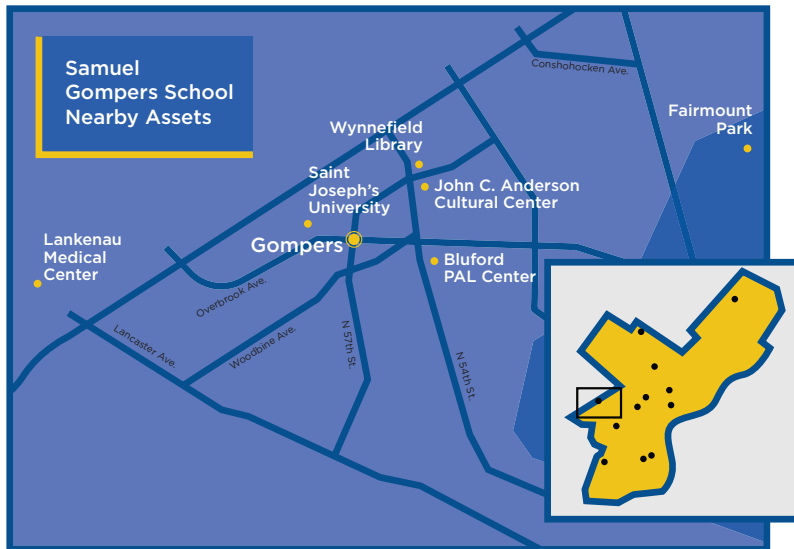 Samuel
Gompers School
Nearby Assets
Conshohocken Ave.
Fairmount
Park
Wynnefield
Library
Saint
Joseph's
University
John C. Anderson
Cultural Center
Gompers
Lankenau
Medical
Center
Bluford
PAL Center
Overbrook Ave.
Lancaster Ave.
Woodbine Ave.
N 57th St.
N 54th St.